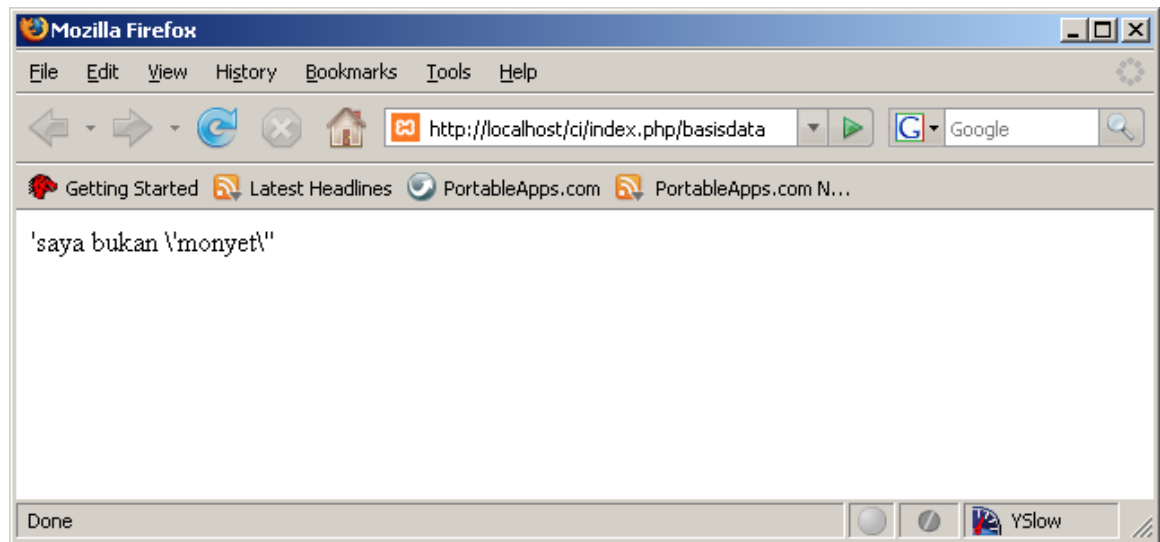 Mozilla Firefox
File Edit View History Bookmarks Tools Help
http://localhost/ci/index.php/basisdata G Google
Getting Started Latest Headlines PortableApps.com PortableApps.com N...
'saya bukan \'monyet\''
Done YSlow